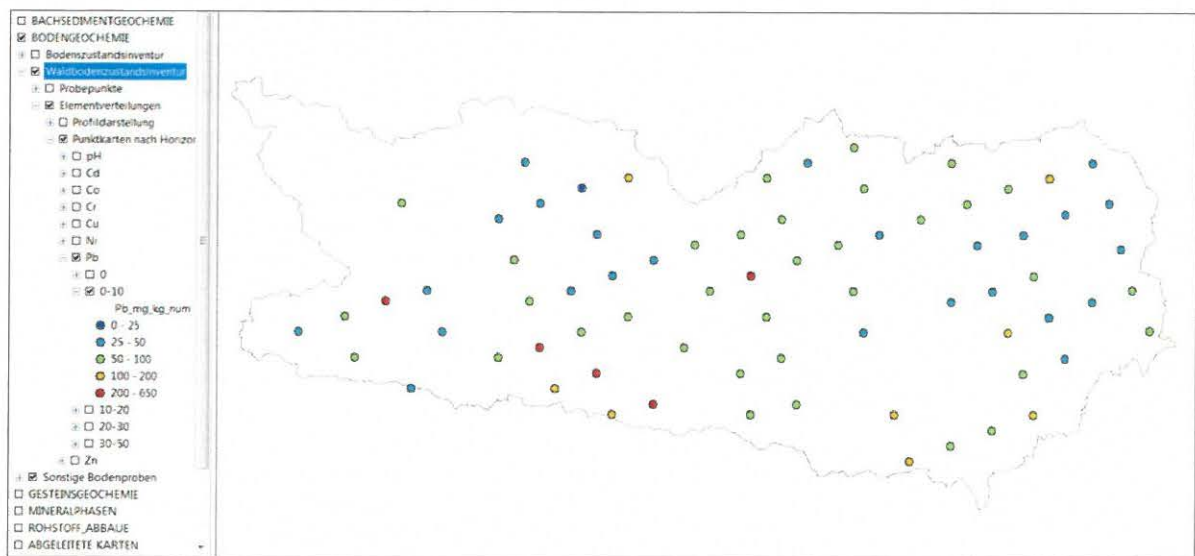 BACHSEDIMENTGEOCHEMIE
BODENGEOCHEMIE
Bodenzustandsinventur
Waldbodenzustandsinventur
Probepunkte
Elementverteilungen
Profildarstellung
Punktkarten nach Horizor
pH
Cd
Co
Cr
Cu
Ni
Pb
0
0-10
Pb_mg_kg_num
0 - 25
25 - 50
50 - 100
100 - 200
200 - 650
10-20
20-30
30-50
Zn
Sonstige Bodenproben
GESTEINSGEOCHEMIE
MINERALPHASEN
ROHSTOFF_ABBAUE
ABGELEITETE KARTEN